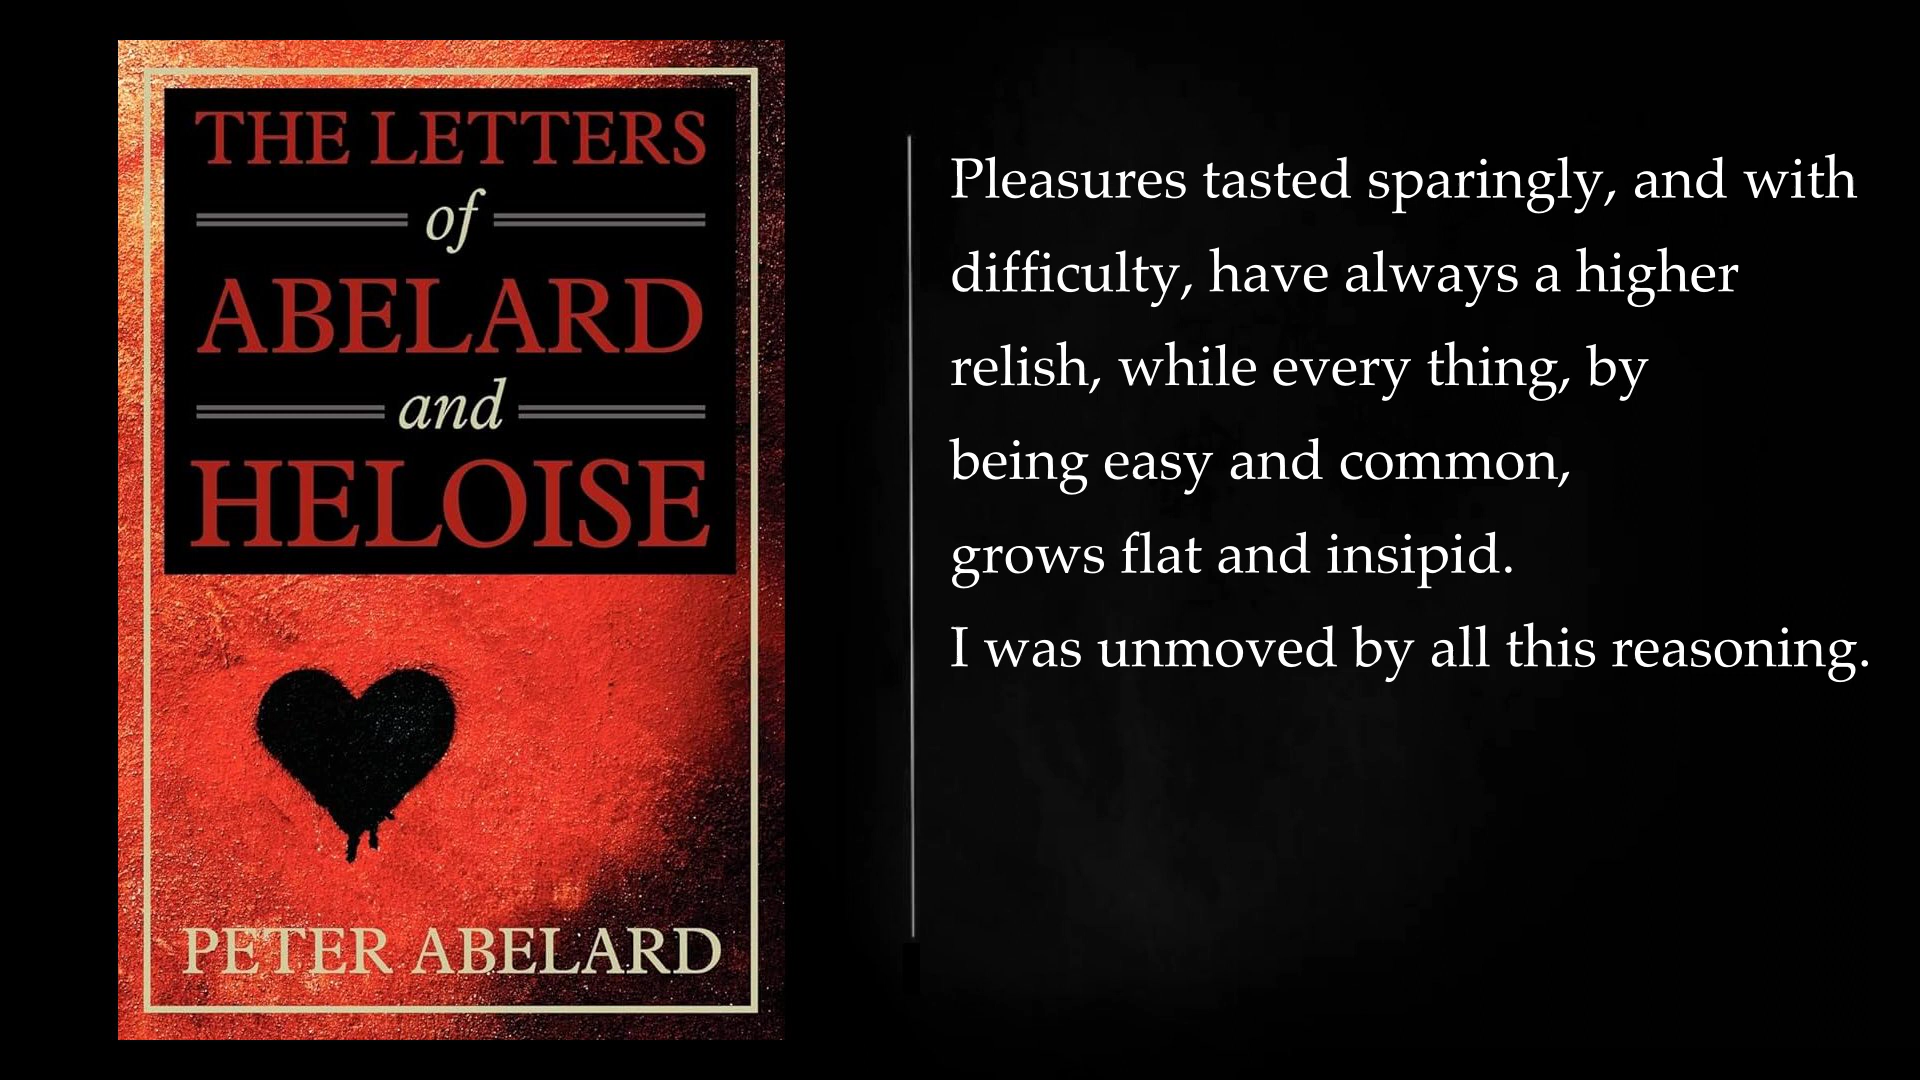 THE LETTERS
of
ABELARD
and
HELOISE
PETER ABELARD
Pleasures tasted sparingly, and with
difficulty, have always a higher
relish, while every thing, by
being easy and common,
grows flat and insipid.
I was unmoved by all this reasoning.